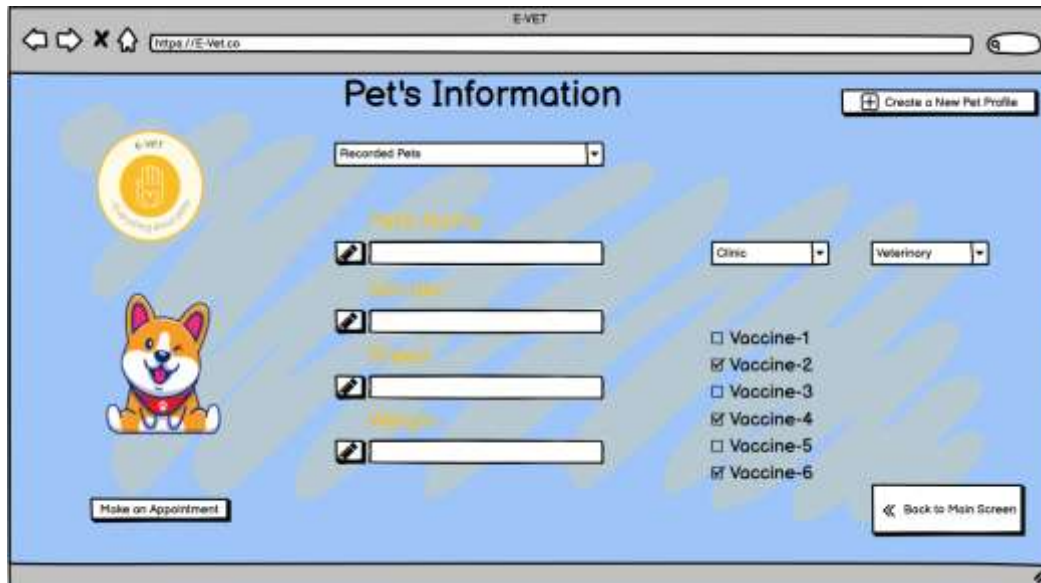 E-VET
https://E-Vet.co
Pet's Information
Create a New Pet Profile
E-VET
Recorded Pets
Clinic
Veterinary
Vaccine-1
Vaccine-2
Vaccine-3
Vaccine-4
Vaccine-5
Vaccine-6
Make an Appointment
Back to Main Screen